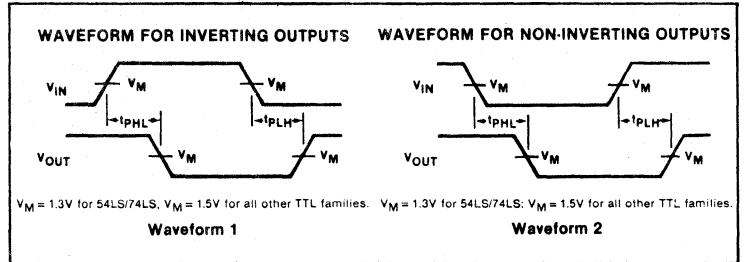 WAVEFORM FOR INVERTING OUTPUTS
VIN
VM
VM
tPHL
tPLH
VOUT
VM
VM
VM = 1.3V for 54LS/74LS, VM = 1.5V for all other TTL families.
Waveform 1
WAVEFORM FOR NON-INVERTING OUTPUTS
VIN
VM
VM
tPHL
tPLH
VOUT
VM
VM
VM = 1.3V for 54LS/74LS: VM = 1.5V for all other TTL families.
Waveform 2